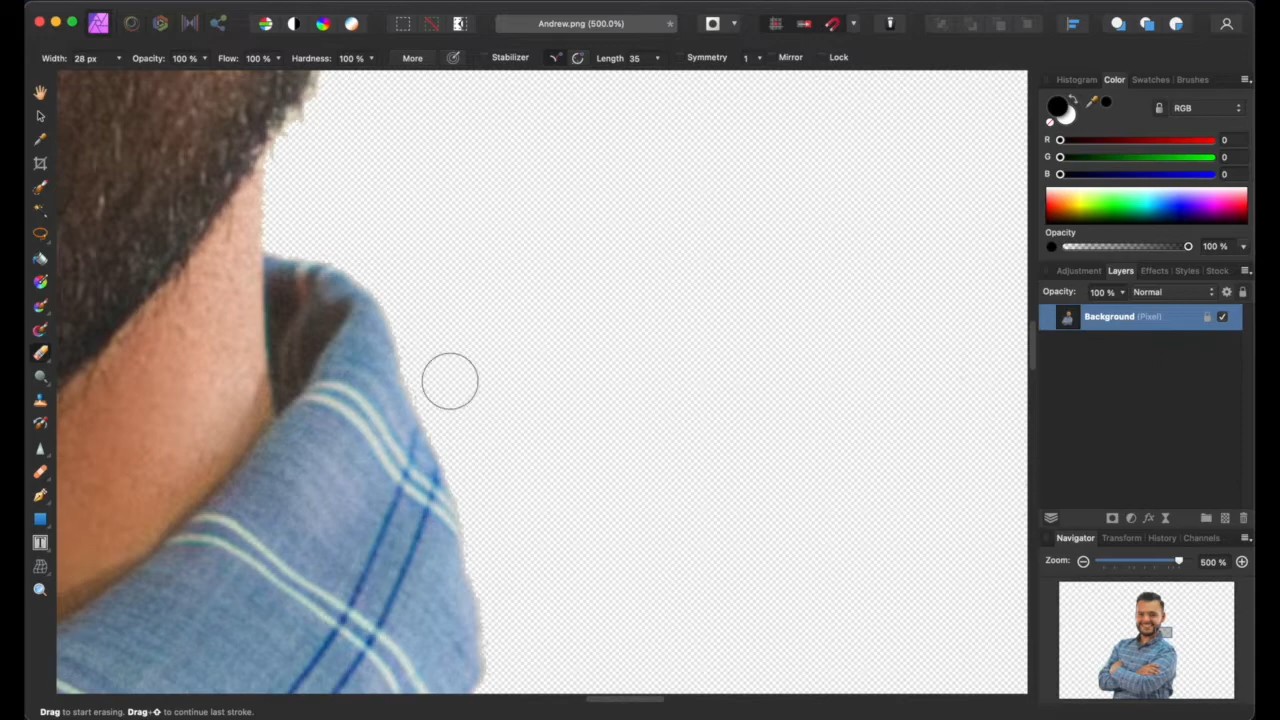 Andrew.png (500.0%)
Width: 28 px Opacity: 100 % Flow: 100 % Hardness: 100 % More Stabilizer Length 35 Symmetry 1 Mirror Lock
Histogram Color Swatches Brushes
RGB
R 0
G 0
B 0
Opacity
100 %
Adjustment Layers Effects Styles Stock
Opacity: 100 % Normal
Background (Pixel)
Navigator Transform History Channels
Zoom: 500 %
Drag to start erasing. Drag+⇧ to continue last stroke.